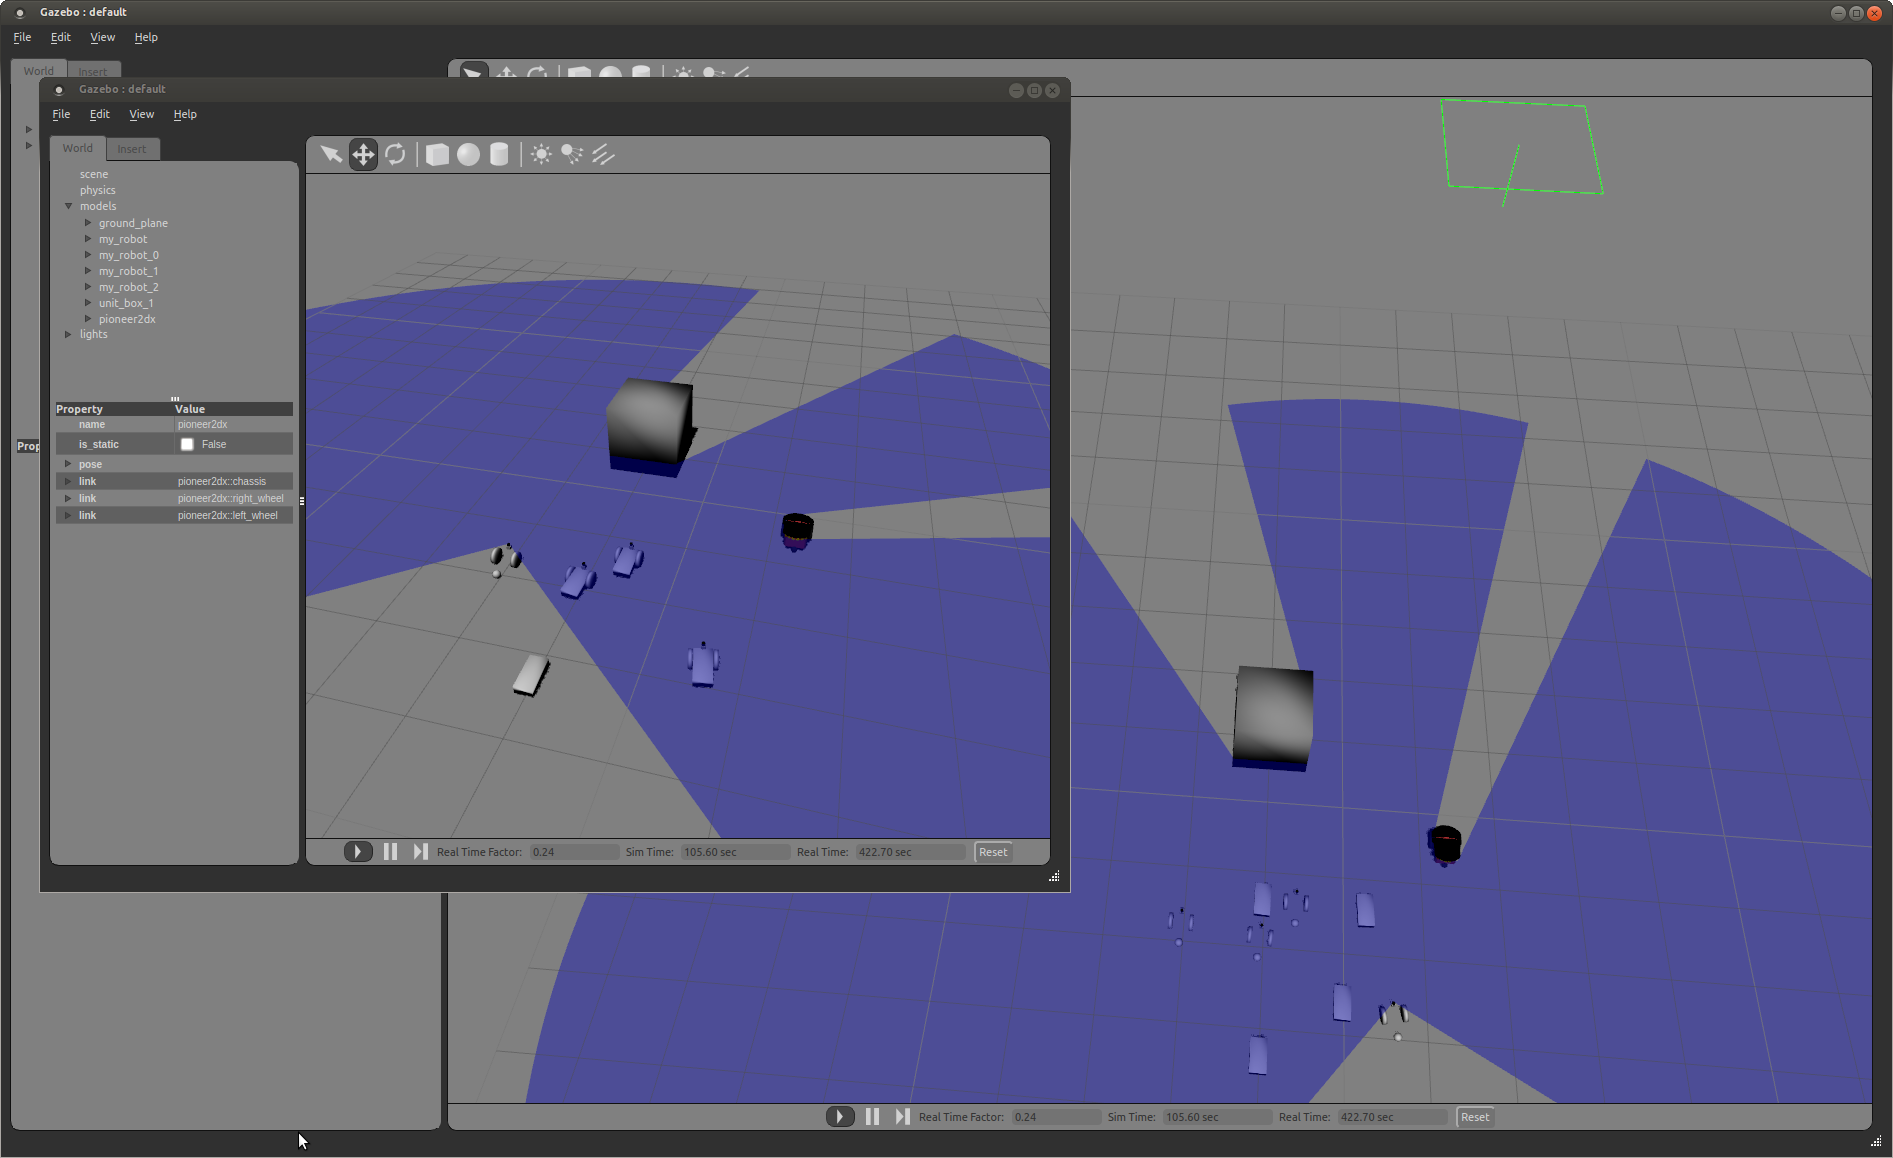 Gazebo : default
File Edit View Help
World Insert
Gazebo : default
File Edit View Help
World Insert
scene
physics
models
ground_plane
my_robot
my_robot_0
my_robot_1
my_robot_2
unit_box_1
pioneer2dx
lights
Property Value
name pioneer2dx
is_static False
pose
link pioneer2dx::chassis
link pioneer2dx::right_wheel
link pioneer2dx::left_wheel
Prop
Real Time Factor: 0.24 Sim Time: 105.60 sec Real Time: 422.70 sec Reset
Real Time Factor: 0.24 Sim Time: 105.60 sec Real Time: 422.70 sec Reset